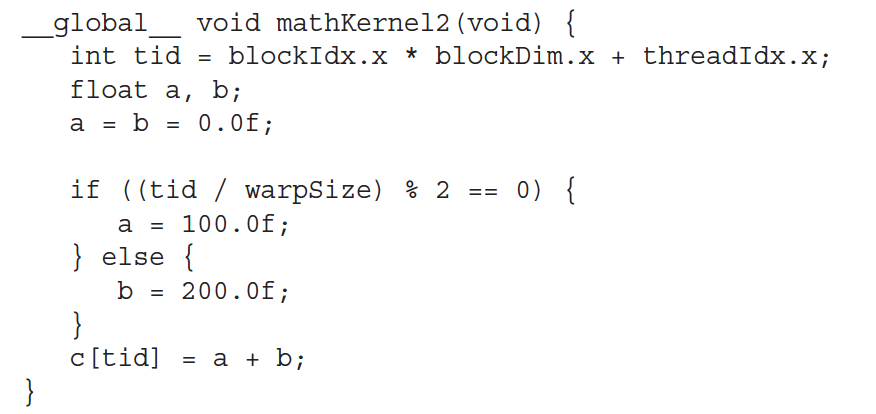 __global__ void mathKernel2(void) {
   int tid = blockIdx.x * blockDim.x + threadIdx.x;
   float a, b;
   a = b = 0.0f;

   if ((tid / warpSize) % 2 == 0) {
      a = 100.0f;
   } else {
      b = 200.0f;
   }
   c[tid] = a + b;
}